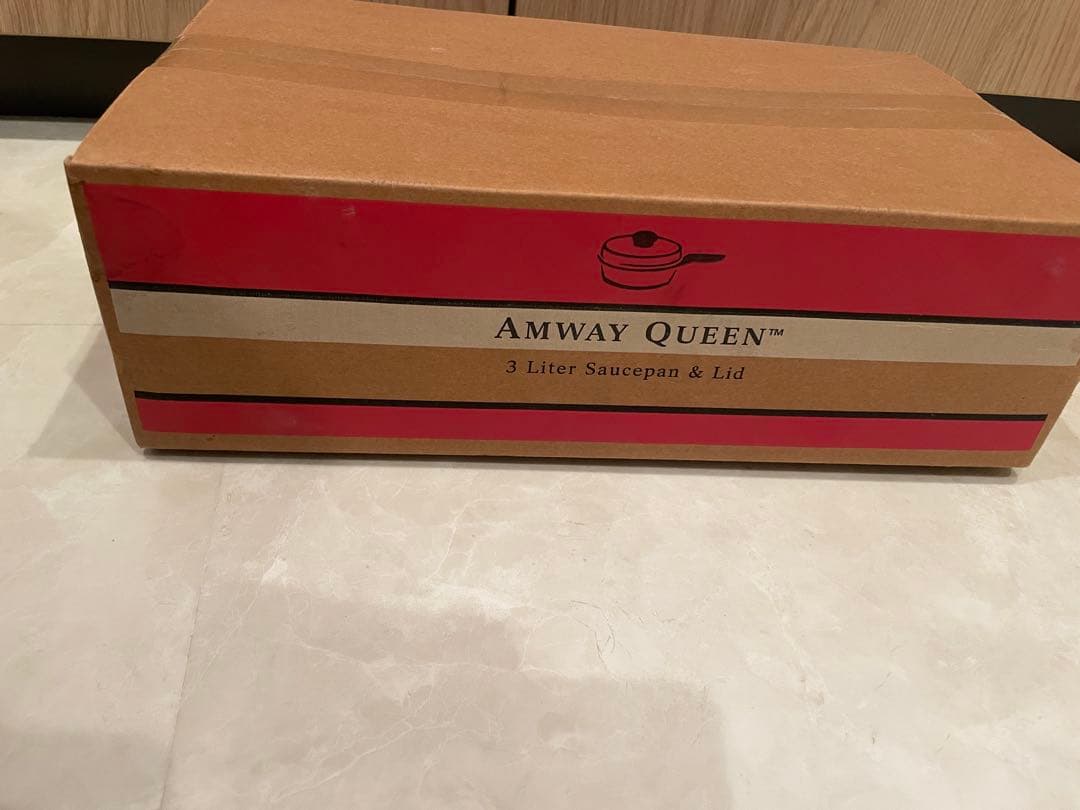 AMWAY QUEEN™
3 Liter Saucepan & Lid